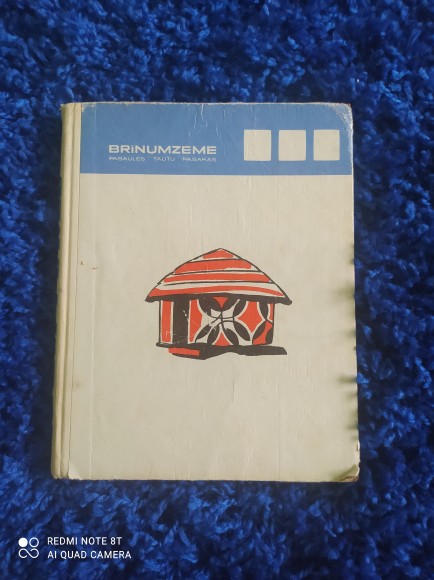 BRīNUMZEME
PASAULES TAUTU PASAKAS
REDMI NOTE 8T
AI QUAD CAMERA